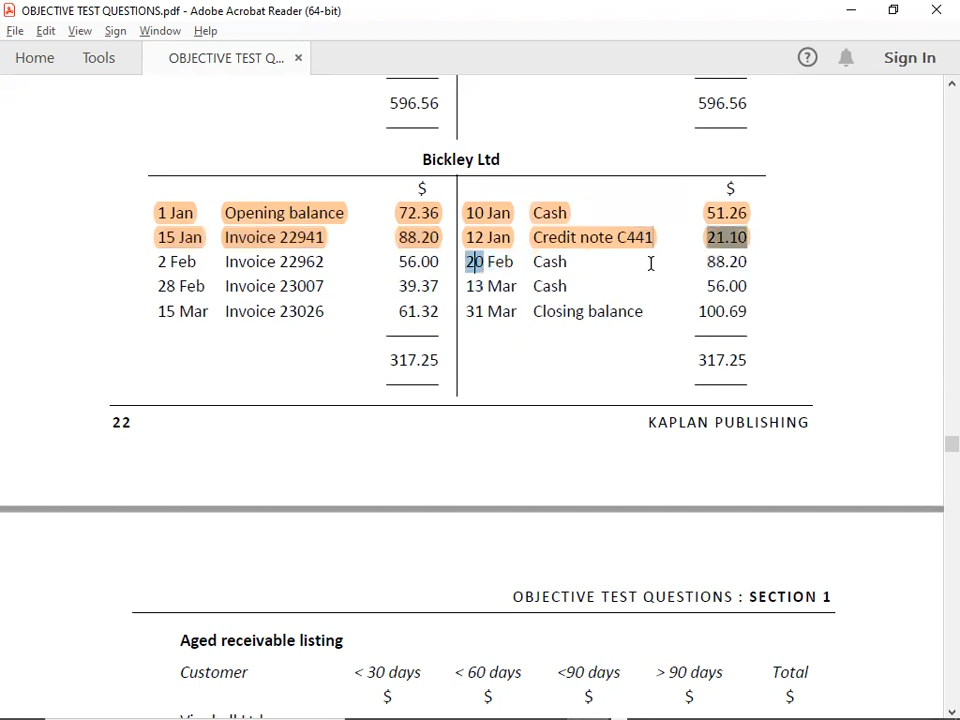 OBJECTIVE TEST QUESTIONS.pdf - Adobe Acrobat Reader (64-bit)
File Edit View Sign Window Help
Home Tools OBJECTIVE TEST Q... × ? Sign In
596.56 596.56
Bickley Ltd
$ $
1 Jan Opening balance 72.36 10 Jan Cash 51.26
15 Jan Invoice 22941 88.20 12 Jan Credit note C441 21.10
2 Feb Invoice 22962 56.00 20 Feb Cash 88.20
28 Feb Invoice 23007 39.37 13 Mar Cash 56.00
15 Mar Invoice 23026 61.32 31 Mar Closing balance 100.69
317.25 317.25
22 KAPLAN PUBLISHING
OBJECTIVE TEST QUESTIONS : SECTION 1
Aged receivable listing
Customer < 30 days < 60 days <90 days > 90 days Total
$ $ $ $ $